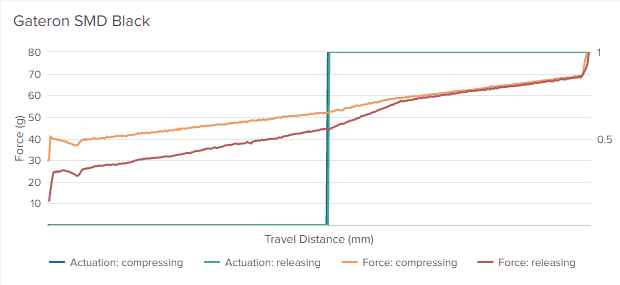 Gateron SMD Black
80
70
60
50
40
30
20
10
Force (g)
1
0.5
Travel Distance (mm)
Actuation: compressing Actuation: releasing Force: compressing Force: releasing